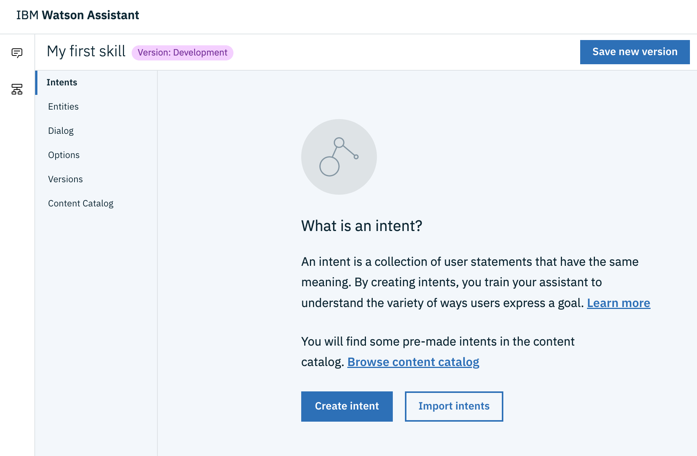 IBM Watson Assistant
My first skill Version: Development Save new version
Intents
Entities
Dialog
Options
Versions
Content Catalog
What is an intent?
An intent is a collection of user statements that have the same
meaning. By creating intents, you train your assistant to
understand the variety of ways users express a goal. Learn more
You will find some pre-made intents in the content
catalog. Browse content catalog
Create intent Import intents